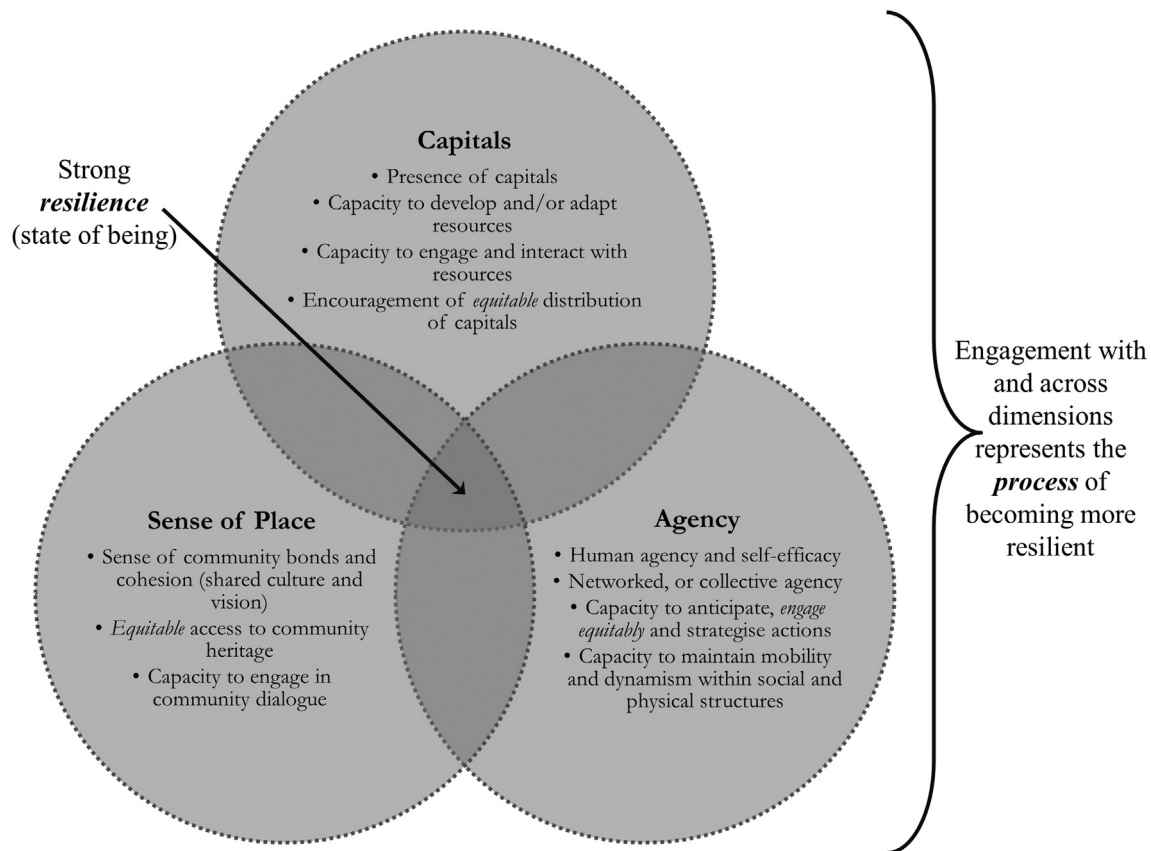 Strong
resilience
(state of being)
Capitals
• Presence of capitals
• Capacity to develop and/or adapt
resources
• Capacity to engage and interact with
resources
• Encouragement of equitable distribution
of capitals
Sense of Place
• Sense of community bonds and
cohesion (shared culture and
vision)
• Equitable access to community
heritage
• Capacity to engage in
community dialogue
Agency
• Human agency and self-efficacy
• Networked, or collective agency
• Capacity to anticipate, engage
equitably and strategise actions
• Capacity to maintain mobility
and dynamism within social and
physical structures
Engagement with
and across
dimensions
represents the
process of
becoming more
resilient